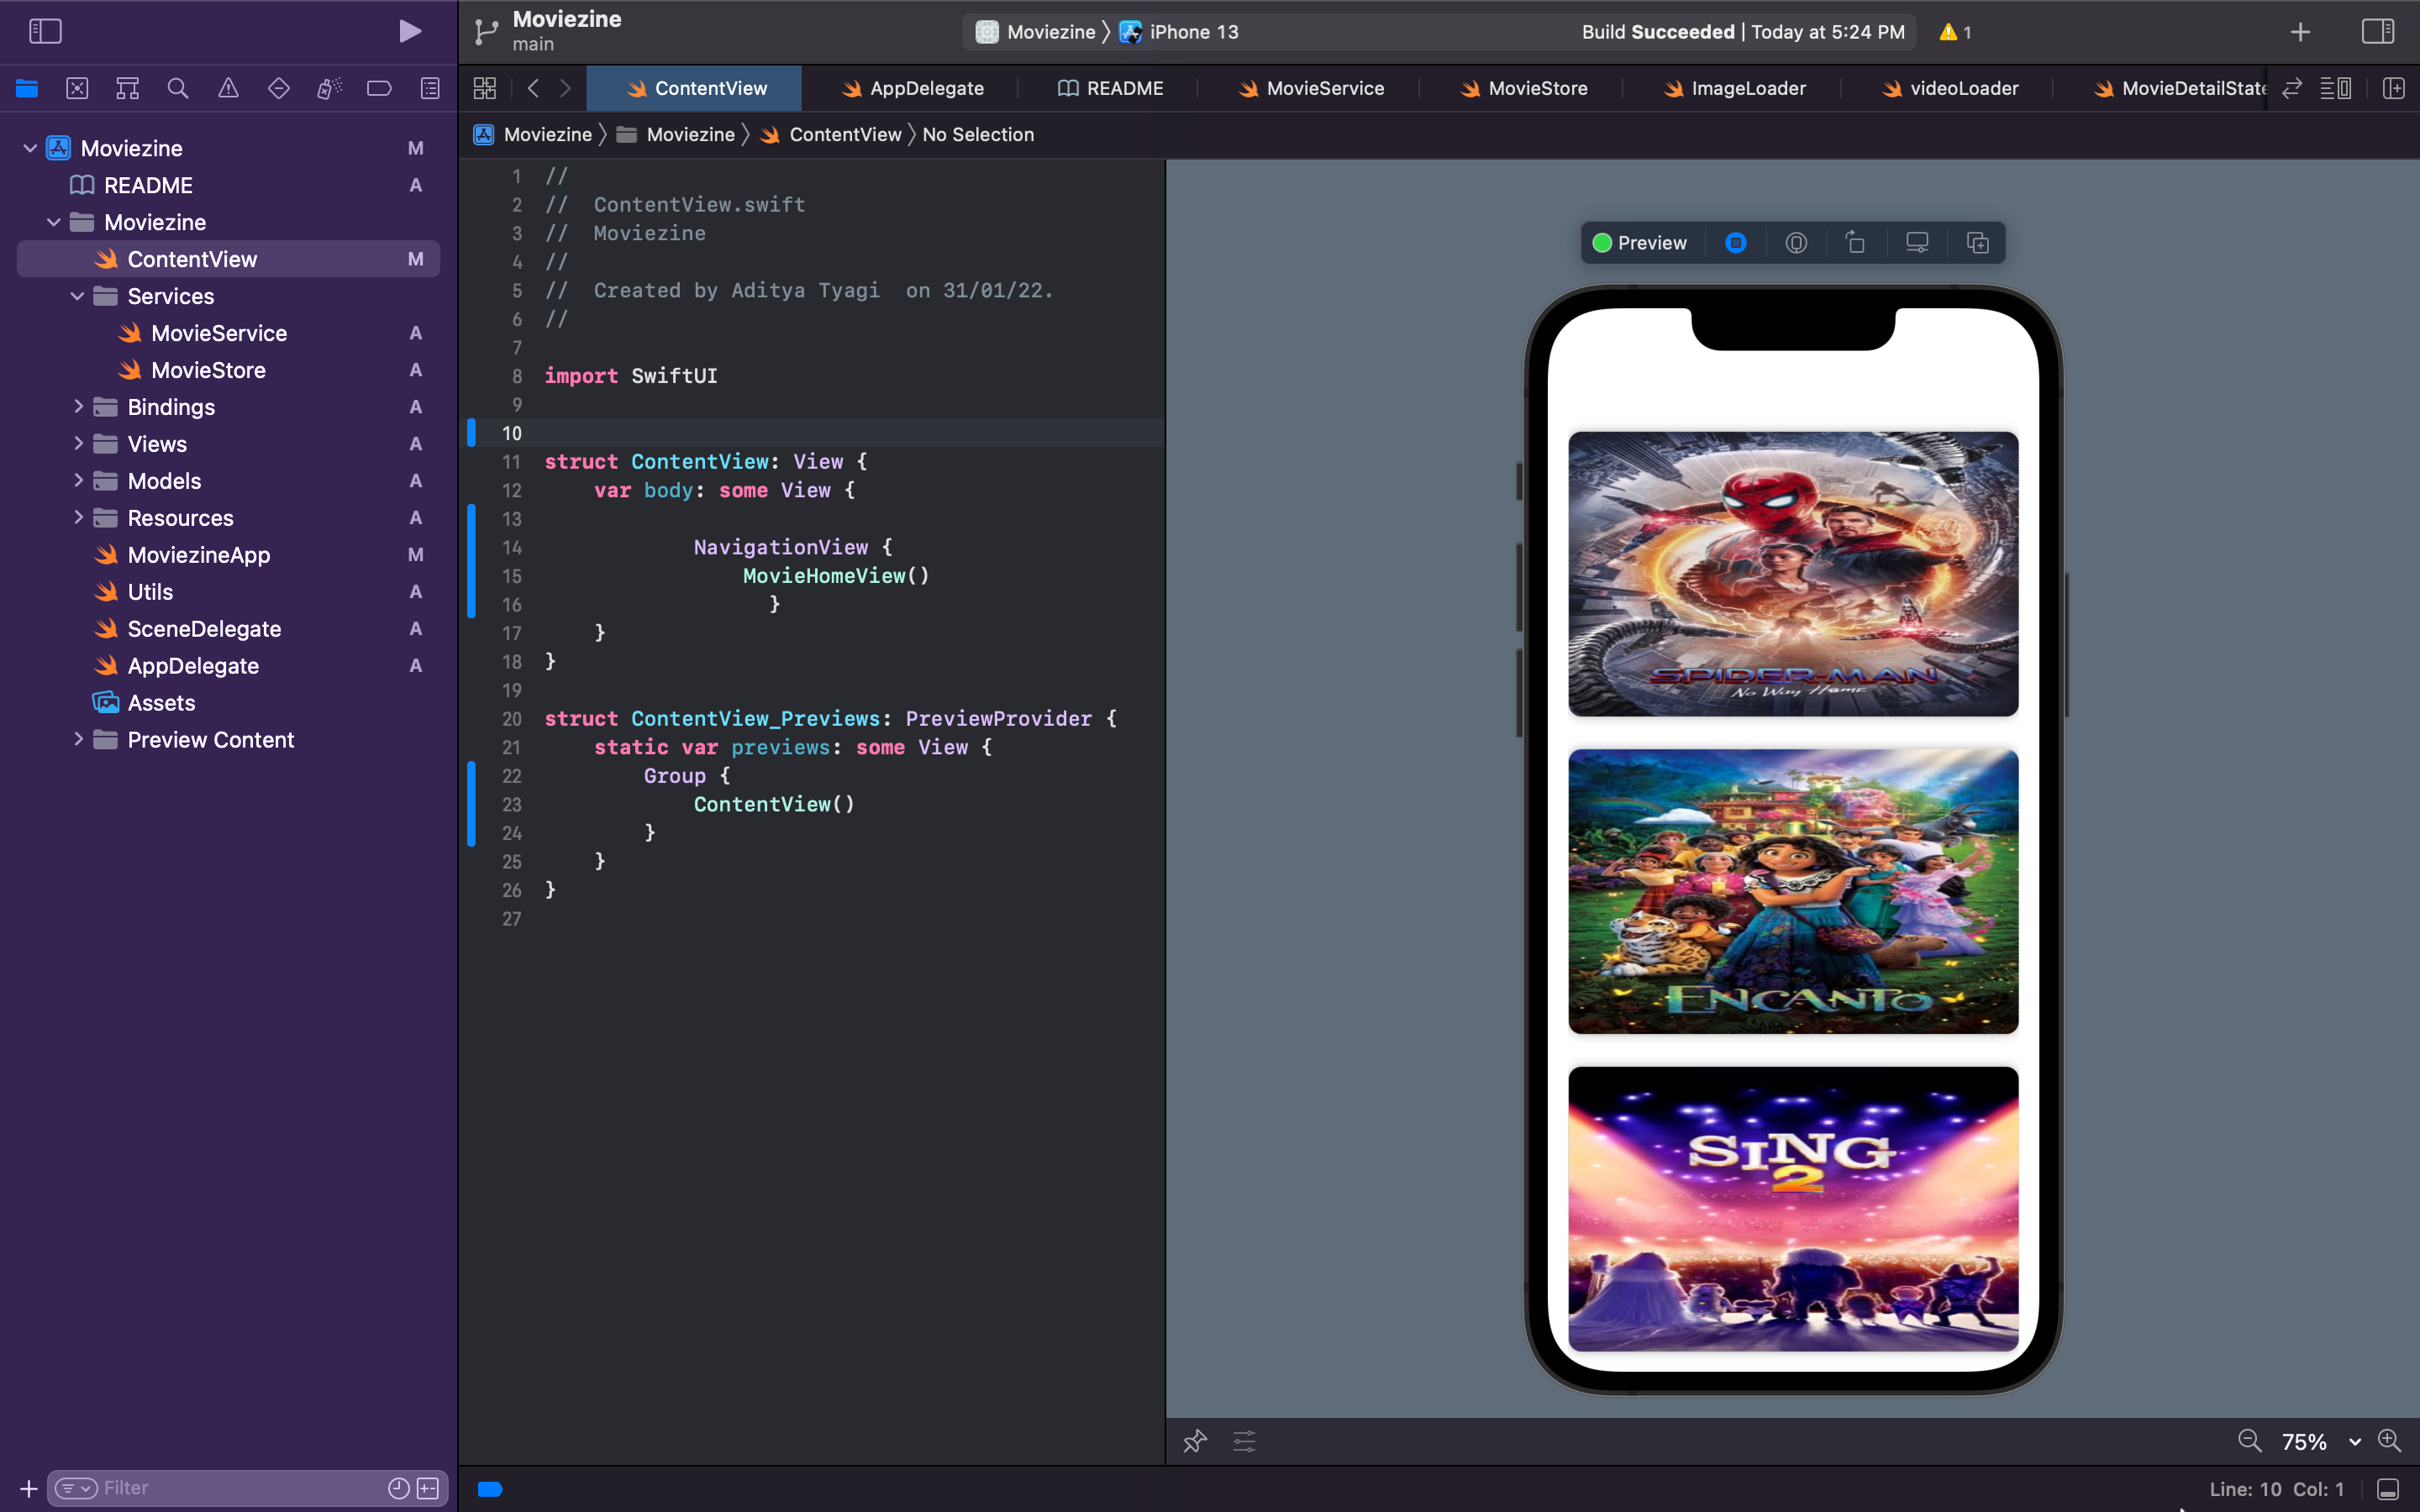 Moviezine
main
Moviezine 〉 iPhone 13
Build Succeeded | Today at 5:24 PM
1
ContentView
AppDelegate
README
MovieService
MovieStore
ImageLoader
videoLoader
MovieDetailState
Moviezine 〉 Moviezine 〉 ContentView 〉 No Selection
Moviezine M
README A
Moviezine
ContentView M
Services
MovieService A
MovieStore A
Bindings A
Views A
Models A
Resources A
MoviezineApp M
Utils A
SceneDelegate A
AppDelegate A
Assets
Preview Content
Filter
1 //
2 //  ContentView.swift
3 //  Moviezine
4 //
5 //  Created by Aditya Tyagi  on 31/01/22.
6 //
7
8 import SwiftUI
9
10
11 struct ContentView: View {
12     var body: some View {
13
14             NavigationView {
15                 MovieHomeView()
16                   }
17     }
18 }
19
20 struct ContentView_Previews: PreviewProvider {
21     static var previews: some View {
22         Group {
23             ContentView()
24         }
25     }
26 }
27
Preview
SPIDER-MAN
No Way Home
ENCANTO
SING
2
75%
Line: 10 Col: 1